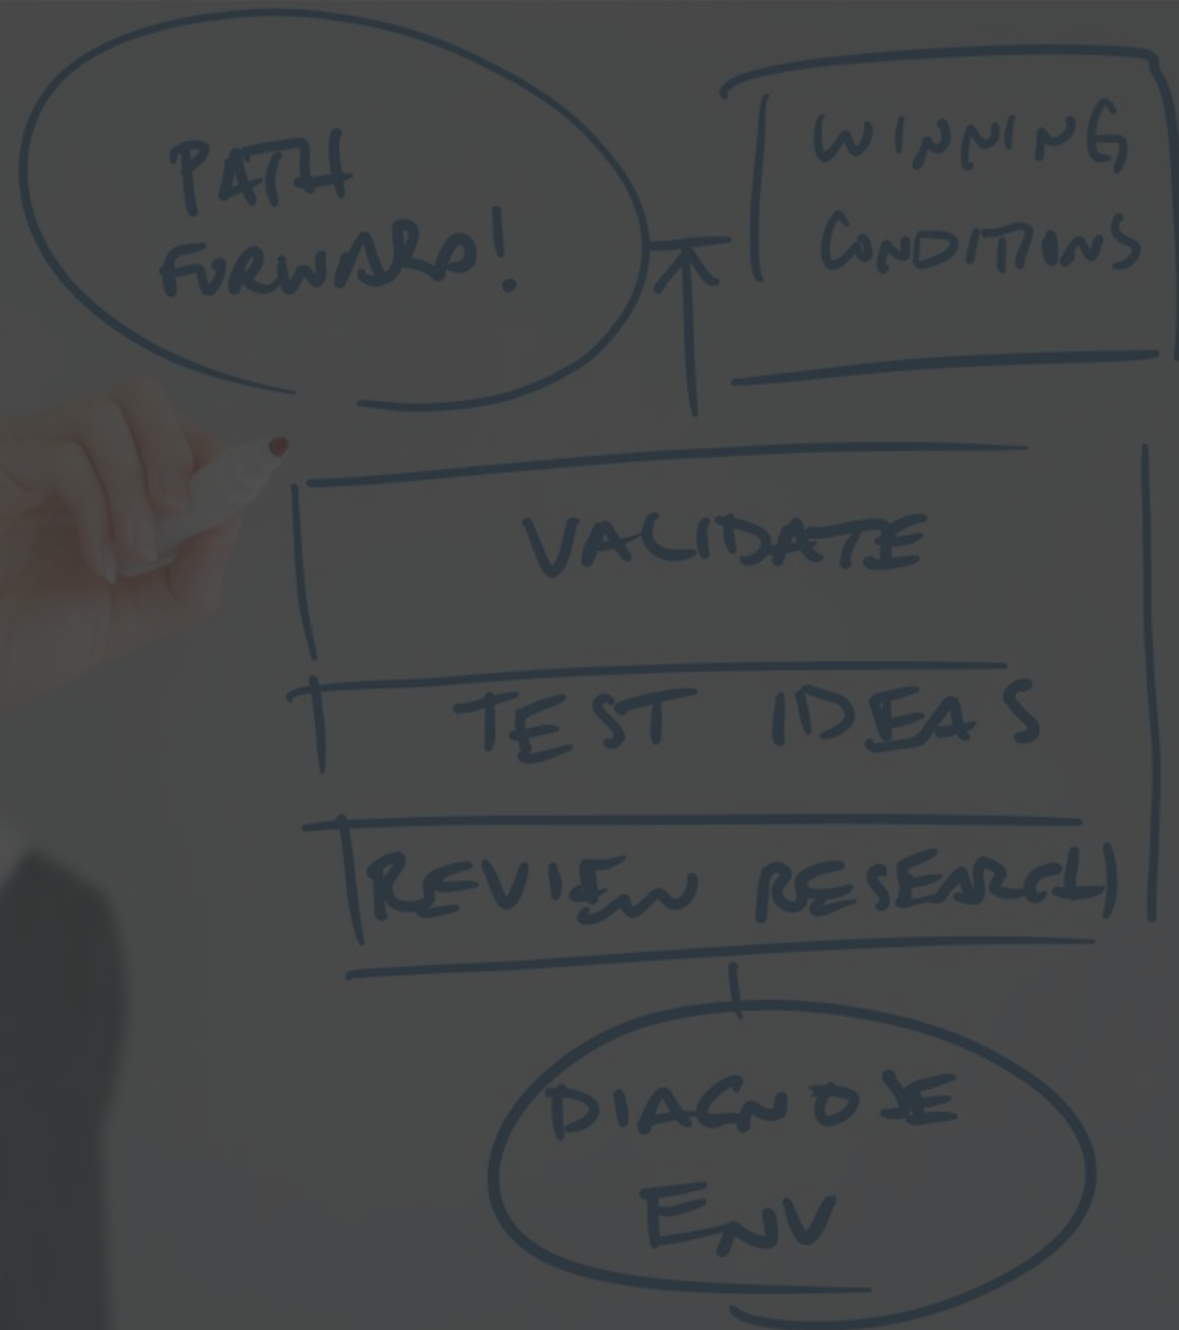 PATH
FORWARD!
WINNING
CONDITIONS
VALIDATE
TEST IDEAS
REVIEW RESEARCH
DIAGNOSE
ENV